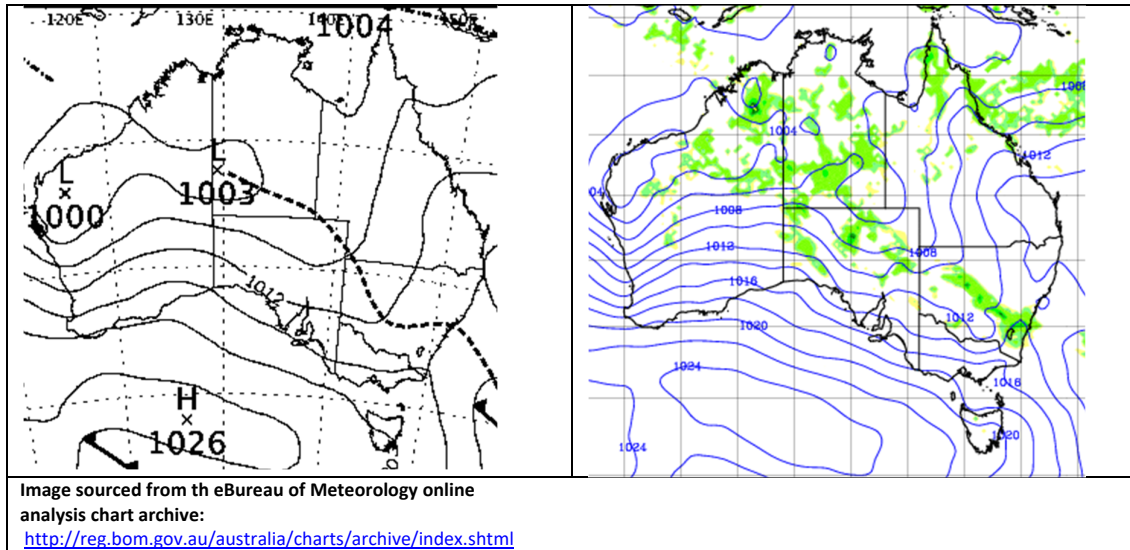 120E 130E 140E 150E
1004
L
1003
L
1000
1012
H
1026
1004
1008
1012
04
1008
1012
1008
1016
1012
1020
1024
1016
1020
1024
Image sourced from th eBureau of Meteorology online
analysis chart archive:
http://reg.bom.gov.au/australia/charts/archive/index.shtml